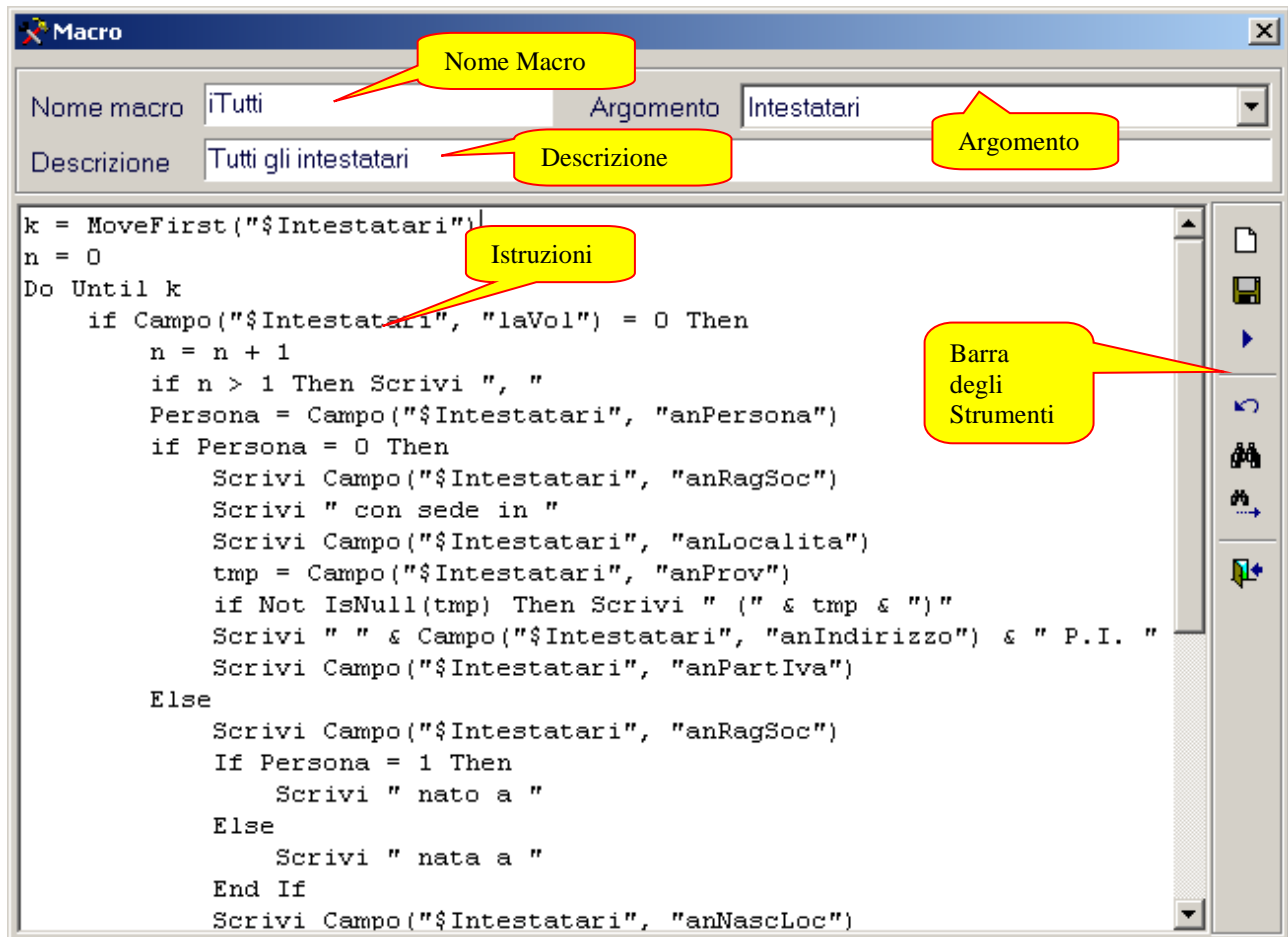 Macro
Nome Macro
Nome macro iTutti Argomento Intestatari
Argomento
Descrizione Tutti gli intestatari Descrizione
k = MoveFirst("$Intestatari")
n = 0
Istruzioni
Do Until k
    if Campo("$Intestatari", "laVol") = 0 Then
        n = n + 1
        if n > 1 Then Scrivi ", "
        Persona = Campo("$Intestatari", "anPersona")
        if Persona = 0 Then
            Scrivi Campo("$Intestatari", "anRagSoc")
            Scrivi " con sede in "
            Scrivi Campo("$Intestatari", "anLocalita")
            tmp = Campo("$Intestatari", "anProv")
            if Not IsNull(tmp) Then Scrivi " (" & tmp & ")"
            Scrivi " " & Campo("$Intestatari", "anIndirizzo") & " P.I. "
            Scrivi Campo("$Intestatari", "anPartIva")
        Else
            Scrivi Campo("$Intestatari", "anRagSoc")
            If Persona = 1 Then
                Scrivi " nato a "
            Else
                Scrivi " nata a "
            End If
            Scrivi Campo("$Intestatari", "anNascLoc")
Barra
degli
Strumenti